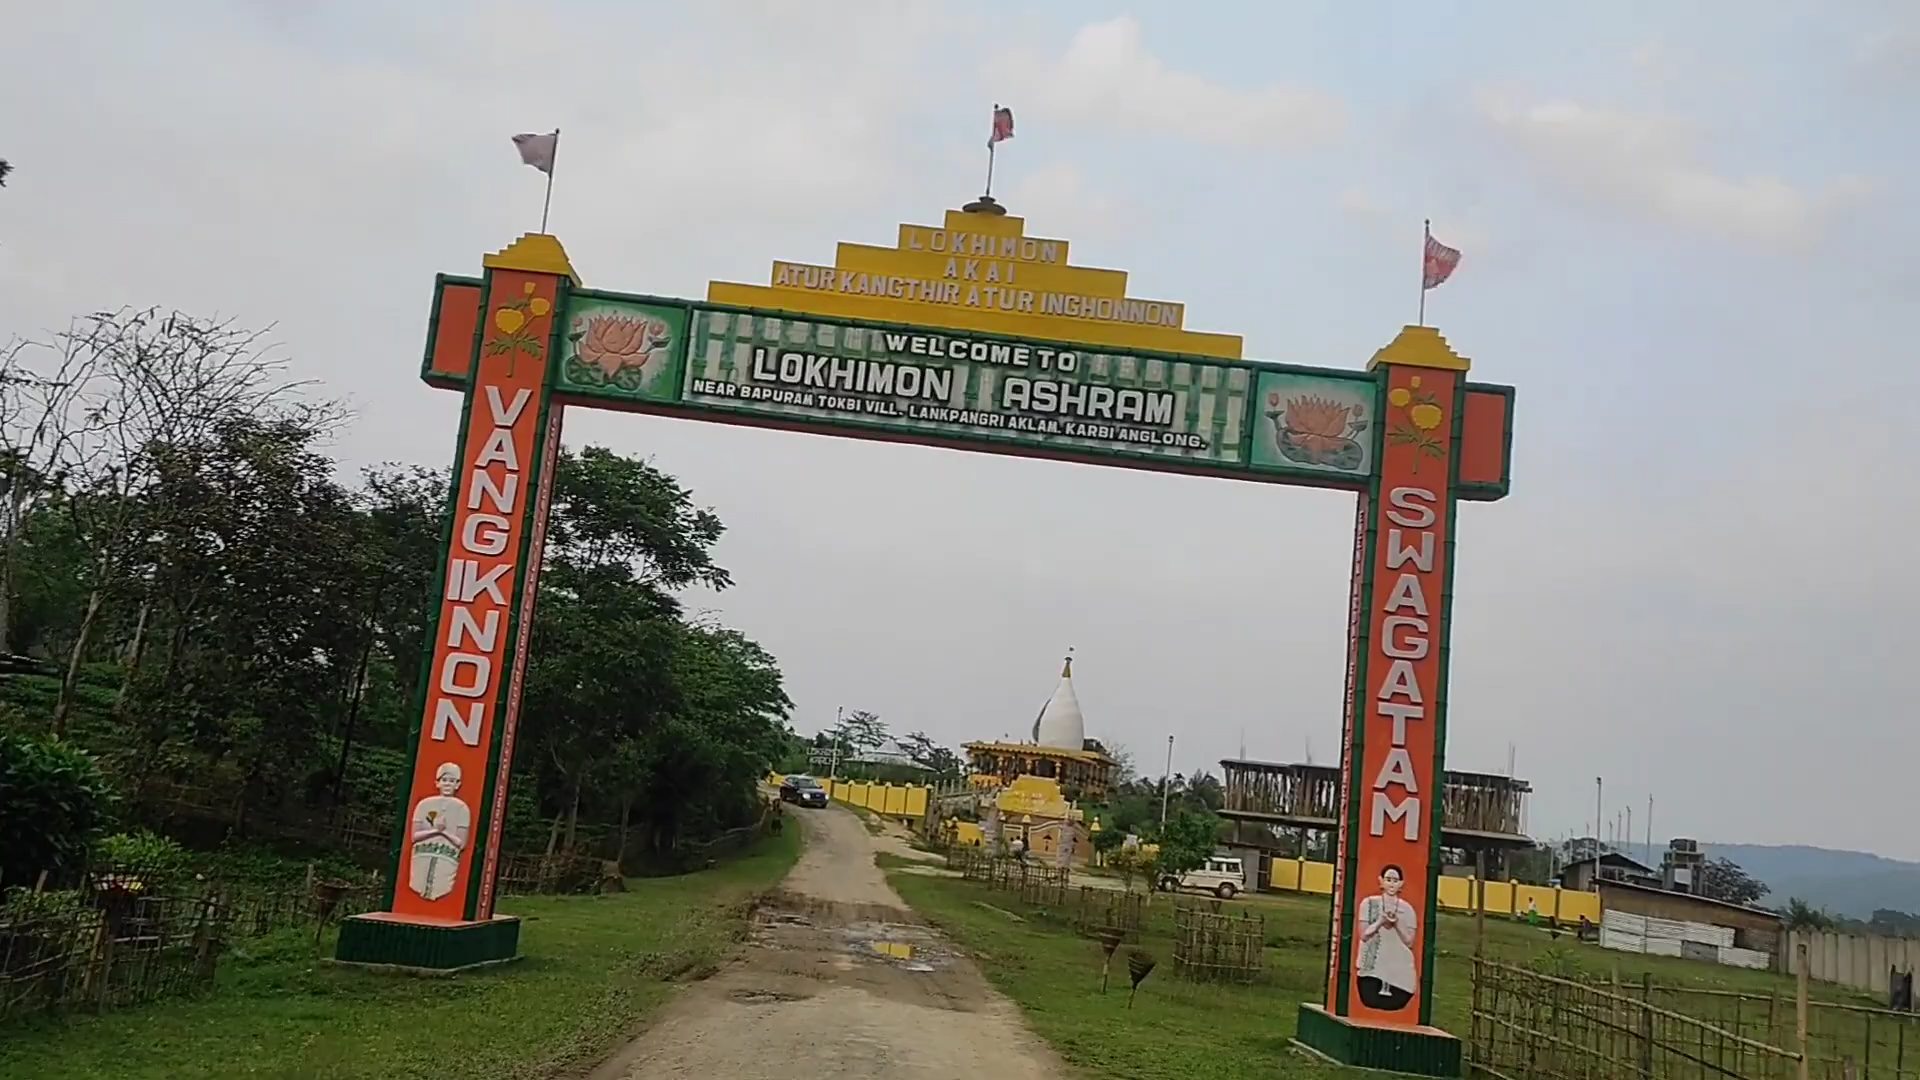 LOKHIMON
AKAI
ATUR KANGTHIR ATUR INGHONNON
WELCOME TO
LOKHIMON ASHRAM
NEAR BAPURAM TOKBI VILL. LANKPANGRI AKLAM. KARBI ANGLONG.
VANGIKNON
SWAGATAM